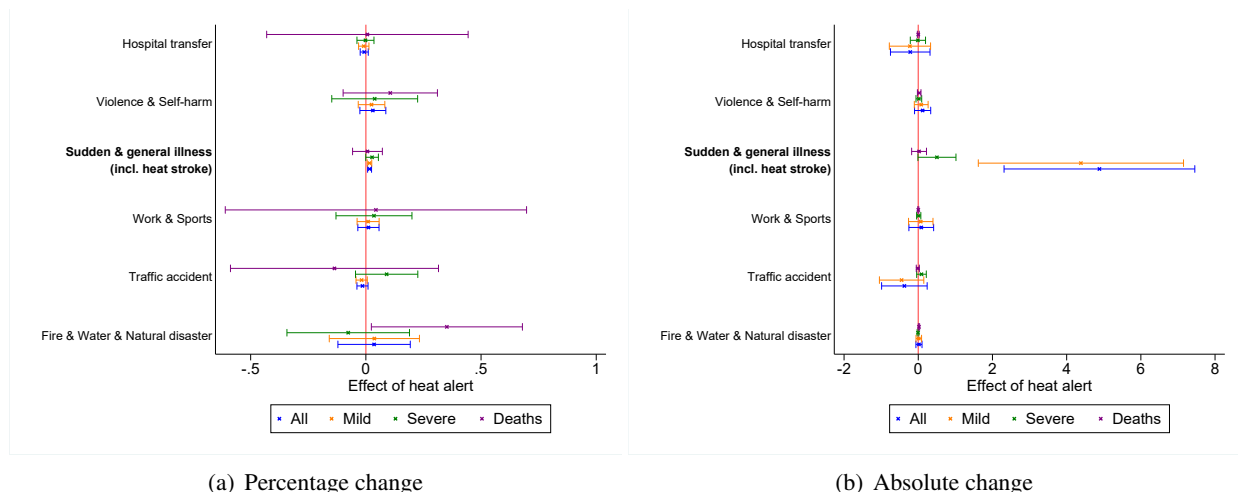 Hospital transfer
Violence & Self-harm
Sudden & general illness
(incl. heat stroke)
Work & Sports
Traffic accident
Fire & Water & Natural disaster
-.5 0 .5 1
Effect of heat alert
All Mild Severe Deaths
(a) Percentage change
Hospital transfer
Violence & Self-harm
Sudden & general illness
(incl. heat stroke)
Work & Sports
Traffic accident
Fire & Water & Natural disaster
-2 0 2 4 6 8
Effect of heat alert
All Mild Severe Deaths
(b) Absolute change